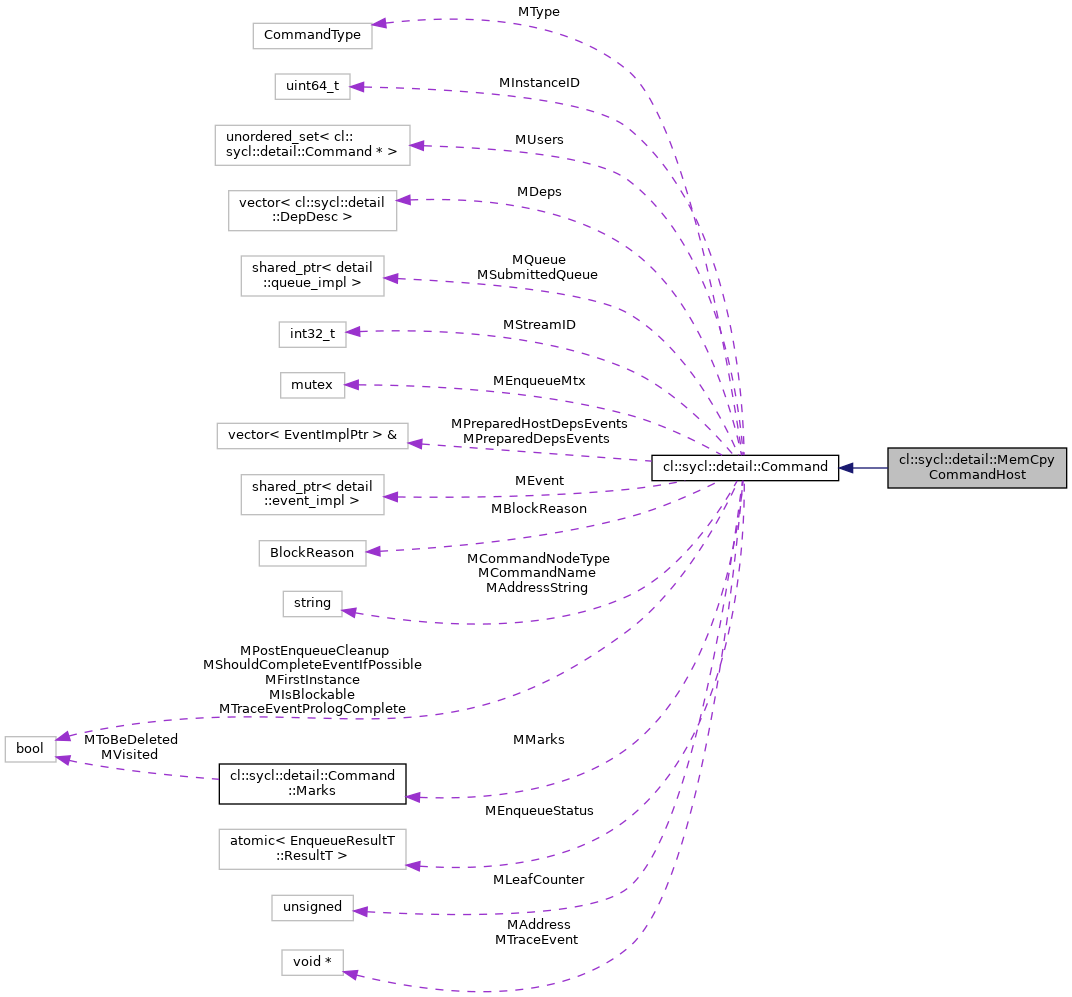 MType
CommandType
MInstanceID
uint64_t
MUsers
unordered_set< cl::
sycl::detail::Command * >
MDeps
vector< cl::sycl::detail
::DepDesc >
MQueue
MSubmittedQueue
shared_ptr< detail
::queue_impl >
MStreamID
int32_t
MEnqueueMtx
mutex
MPreparedHostDepsEvents
MPreparedDepsEvents
vector< EventImplPtr > &
cl::sycl::detail::Command
cl::sycl::detail::MemCpy
CommandHost
MEvent
shared_ptr< detail
::event_impl >
MBlockReason
BlockReason
MCommandNodeType
MCommandName
MAddressString
string
MPostEnqueueCleanup
MShouldCompleteEventIfPossible
MFirstInstance
MIsBlockable
MTraceEventPrologComplete
bool
MToBeDeleted
MVisited
MMarks
cl::sycl::detail::Command
::Marks
MEnqueueStatus
atomic< EnqueueResultT
::ResultT >
MLeafCounter
unsigned
MAddress
MTraceEvent
void *